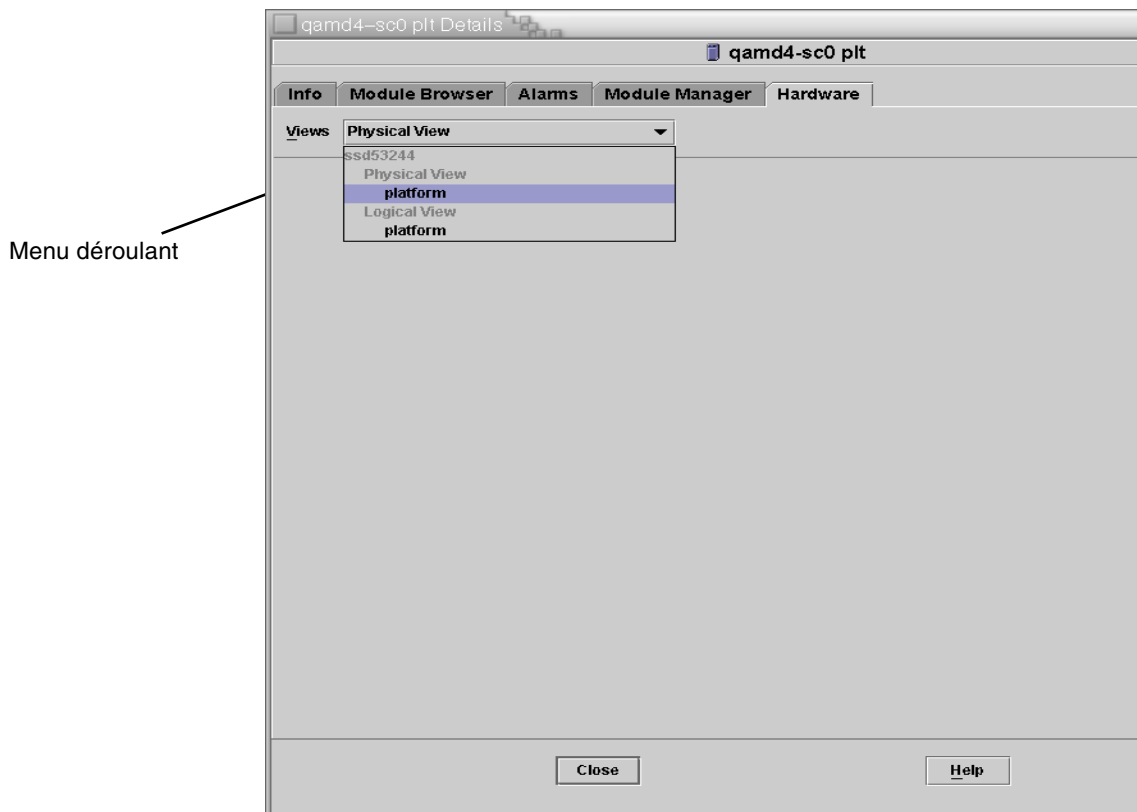 qamd4–sc0 plt Details
qamd4-sc0 plt
Info Module Browser Alarms Module Manager Hardware
Views Physical View
ssd53244
Physical View
platform
Logical View
platform
Menu déroulant
Close Help